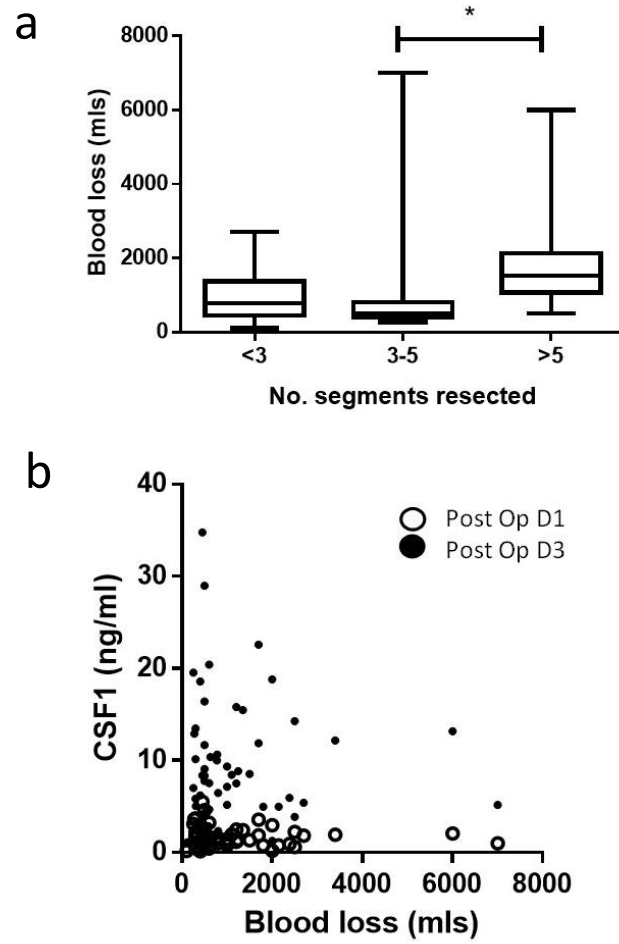 a
*
8000
6000
4000
2000
0
Blood loss (mls)
<3 3-5 >5
No. segments resected
b
40
30
20
10
0
CSF1 (ng/ml)
Post Op D1
Post Op D3
0 2000 4000 6000 8000
Blood loss (mls)